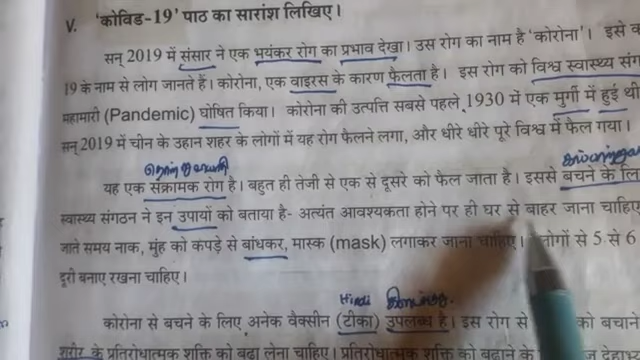 V. 'कोविड-19' पाठ का सारांश लिखिए।
सन् 2019 में संसार ने एक भयंकर रोग का प्रभाव देखा। उस रोग का नाम है 'कोरोना'। इसे
19 के नाम से लोग जानते हैं। कोरोना, एक वाइरस के कारण फैलता है। इस रोग को विश्व स्वास्थ्य
महामारी (Pandemic) घोषित किया। कोरोना की उत्पत्ति सबसे पहले 1930 में एक मुर्गी में हुई थी
सन् 2019 में चीन के उहान शहर के लोगों में यह रोग फैलने लगा, और धीरे धीरे पूरे विश्व में फैल गया।
यह एक संक्रामक रोग है। बहुत ही तेजी से एक से दूसरे को फैल जाता है। इससे बचने के
स्वास्थ्य संगठन ने इन उपायों को बताया है- अत्यंत आवश्यकता होने पर ही घर से बाहर जाना चाहिए
जाते समय नाक, मुंह को कपड़े से बांधकर, मास्क (mask) लगाकर जाना चाहिए। 5 से 6
दूरी बनाए रखना चाहिए।
Hindi
कोरोना से बचने के लिए अनेक वैक्सीन (टीका) उपलब्ध है। इस रोग से को बचाने
शरीर के प्रतिरोधात्मक शक्ति को बढ़ा लेना चाहिए। प्रतिरोधात्मक शक्ति को बढ़ाने के